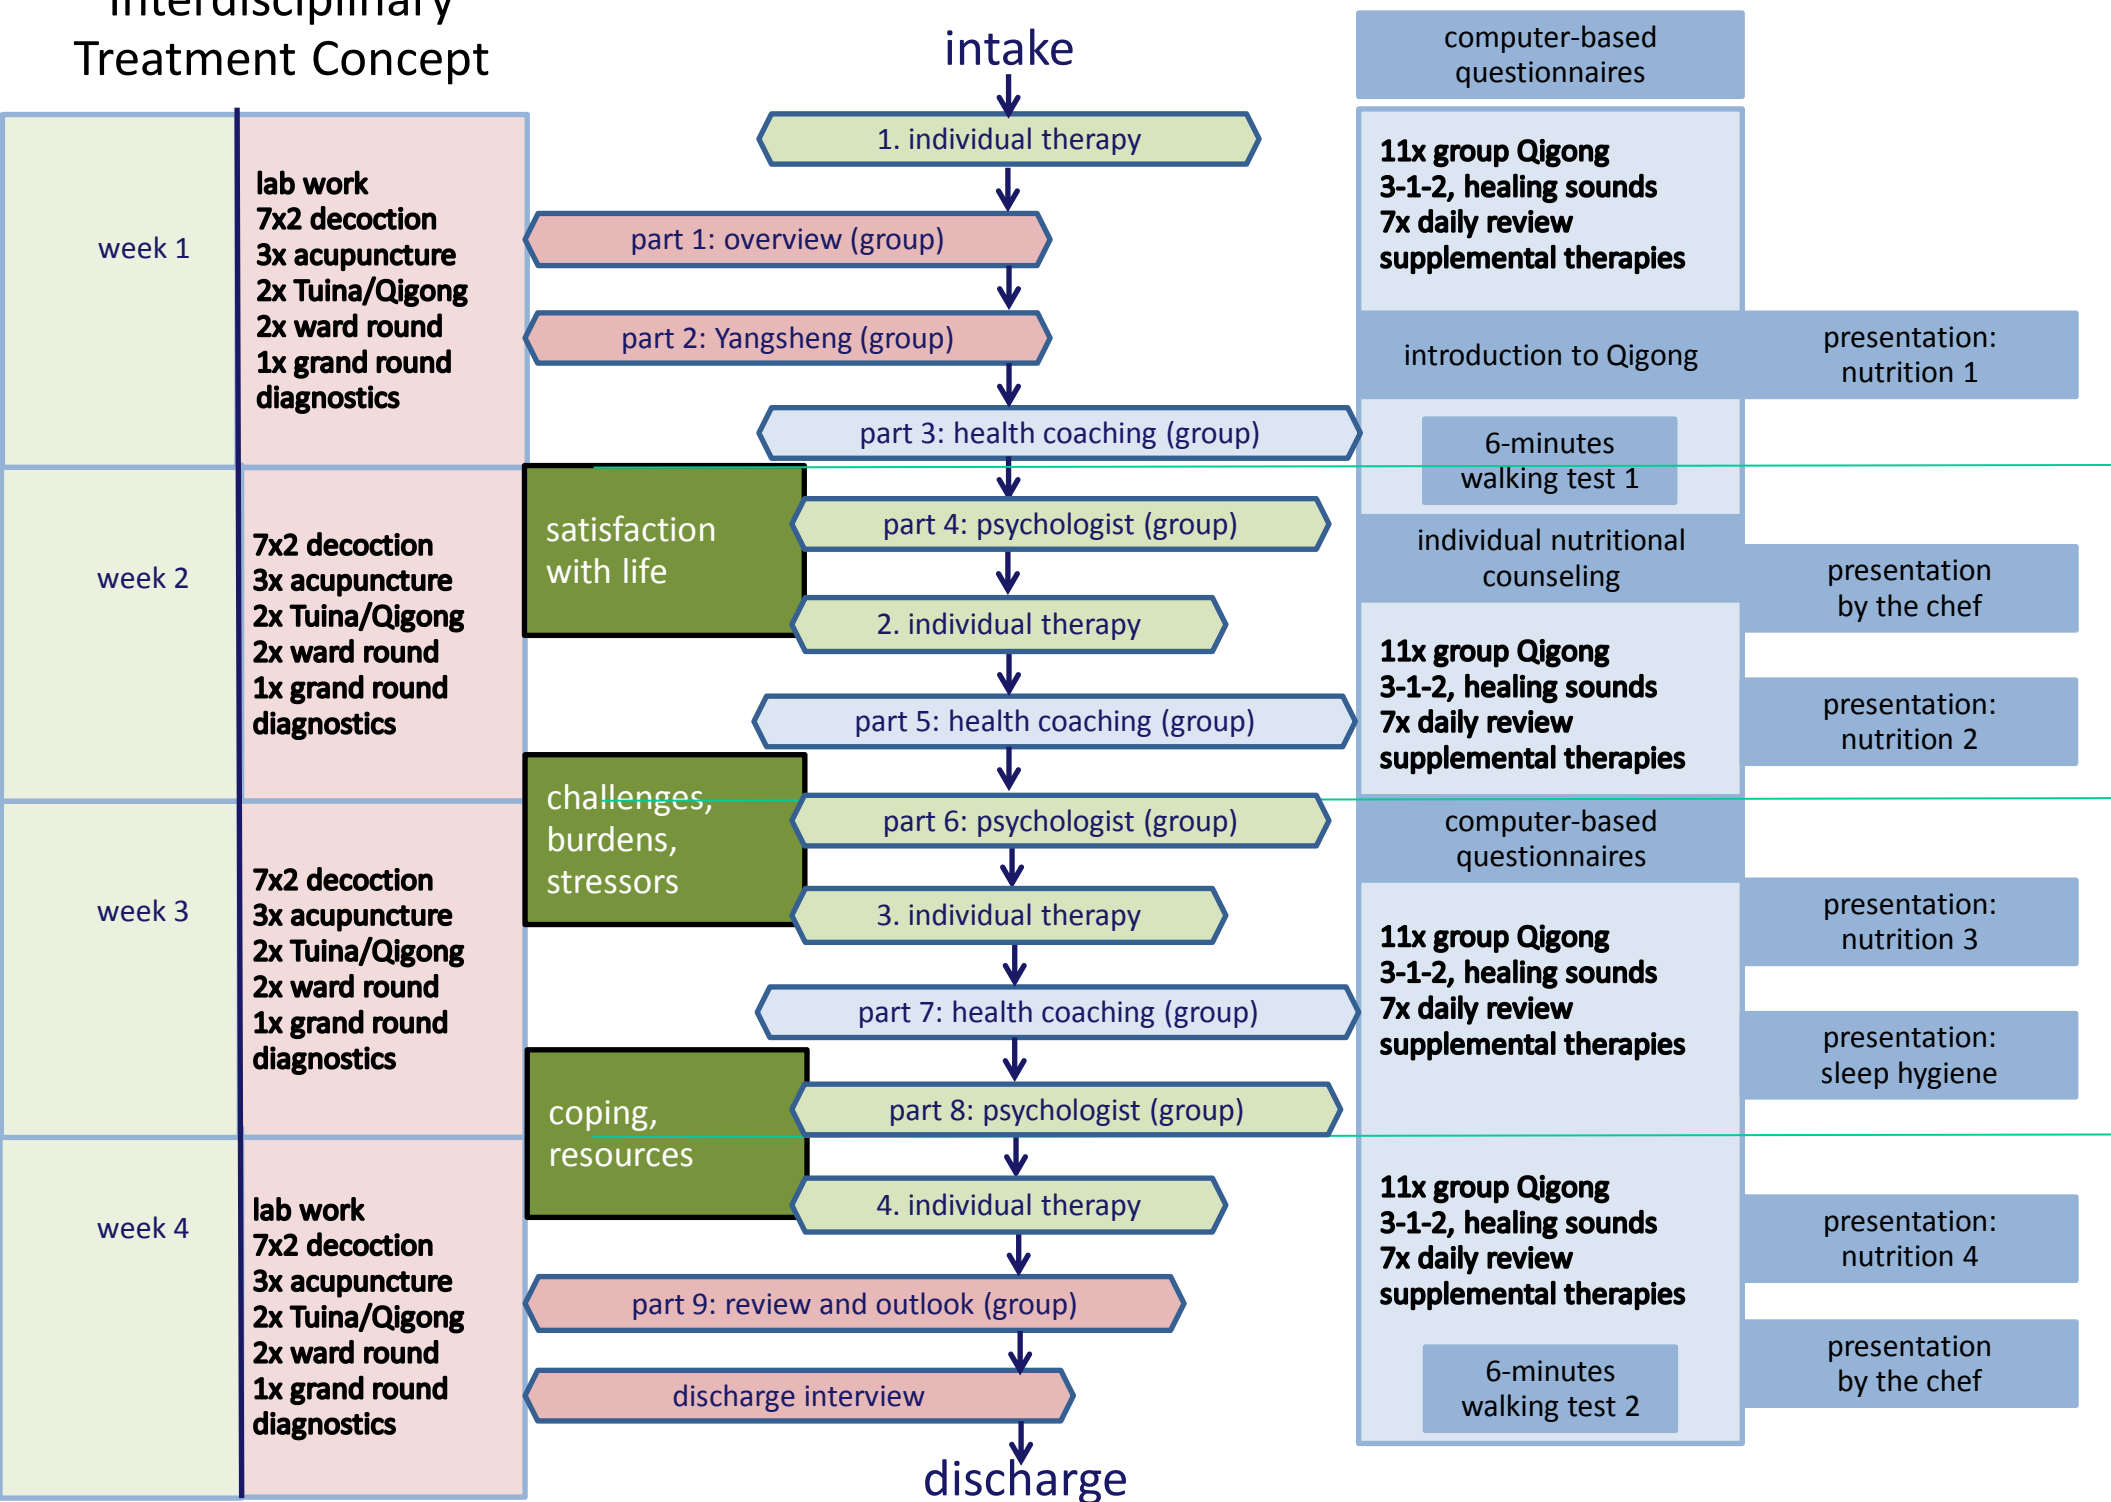 interdisciplinary
Treatment Concept
week 1
lab work
7x2 decoction
3x acupuncture
2x Tuina/Qigong
2x ward round
1x grand round
diagnostics
week 2
7x2 decoction
3x acupuncture
2x Tuina/Qigong
2x ward round
1x grand round
diagnostics
week 3
7x2 decoction
3x acupuncture
2x Tuina/Qigong
2x ward round
1x grand round
diagnostics
week 4
lab work
7x2 decoction
3x acupuncture
2x Tuina/Qigong
2x ward round
1x grand round
diagnostics
intake
1. individual therapy
part 1: overview (group)
part 2: Yangsheng (group)
part 3: health coaching (group)
satisfaction
with life
part 4: psychologist (group)
2. individual therapy
part 5: health coaching (group)
challenges,
burdens,
stressors
part 6: psychologist (group)
3. individual therapy
part 7: health coaching (group)
coping,
resources
part 8: psychologist (group)
4. individual therapy
part 9: review and outlook (group)
discharge interview
discharge
computer-based
questionnaires
11x group Qigong
3-1-2, healing sounds
7x daily review
supplemental therapies
introduction to Qigong
6-minutes
walking test 1
individual nutritional
counseling
11x group Qigong
3-1-2, healing sounds
7x daily review
supplemental therapies
computer-based
questionnaires
11x group Qigong
3-1-2, healing sounds
7x daily review
supplemental therapies
11x group Qigong
3-1-2, healing sounds
7x daily review
supplemental therapies
6-minutes
walking test 2
presentation:
nutrition 1
presentation
by the chef
presentation:
nutrition 2
presentation:
nutrition 3
presentation:
sleep hygiene
presentation:
nutrition 4
presentation
by the chef